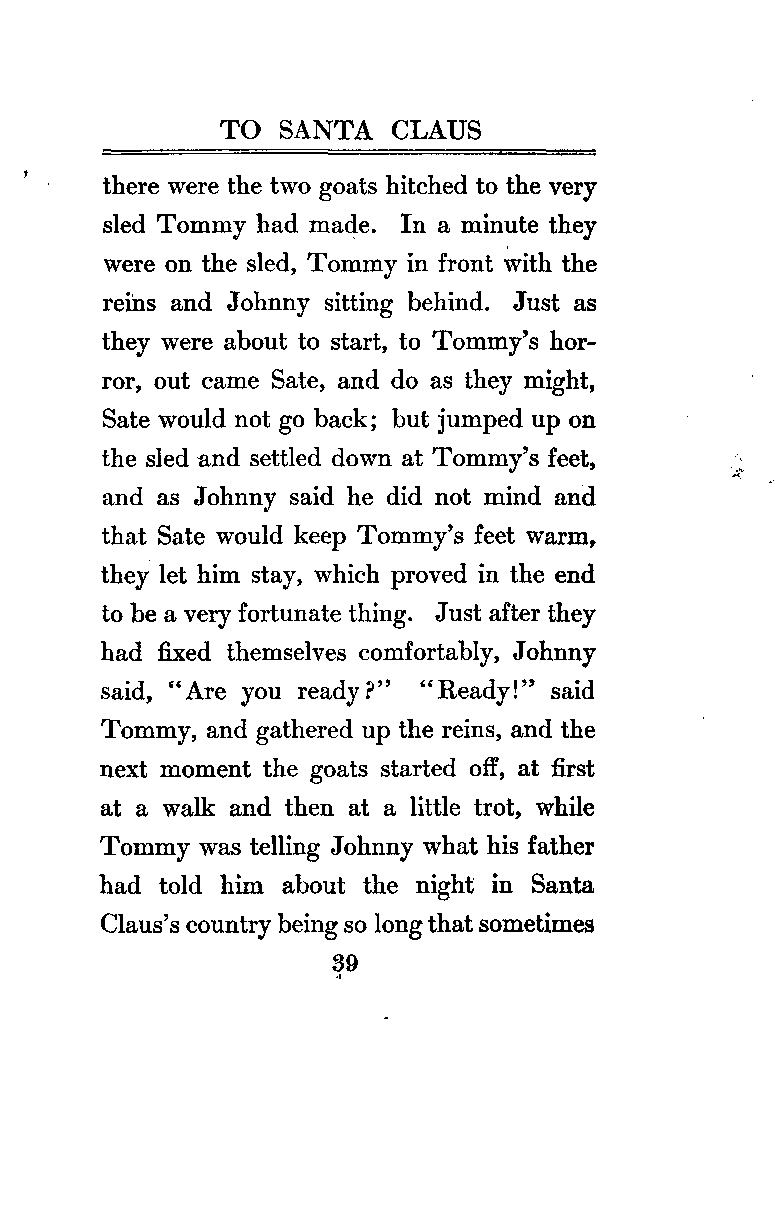 TO SANTA CLAUS
there were the two goats hitched to the very
sled Tommy had made. In a minute they
were on the sled, Tommy in front with the
reins and Johnny sitting behind. Just as
they were about to start, to Tommy's hor-
ror, out came Sate, and do as they might,
Sate would not go back; but jumped up on
the sled and settled down at Tommy's feet,
and as Johnny said he did not mind and
that Sate would keep Tommy's feet warm,
they let him stay, which proved in the end
to be a very fortunate thing. Just after they
had fixed themselves comfortably, Johnny
said, "Are you ready?" "Ready!" said
Tommy, and gathered up the reins, and the
next moment the goats started off, at first
at a walk and then at a little trot, while
Tommy was telling Johnny what his father
had told him about the night in Santa
Claus's country being so long that sometimes
39